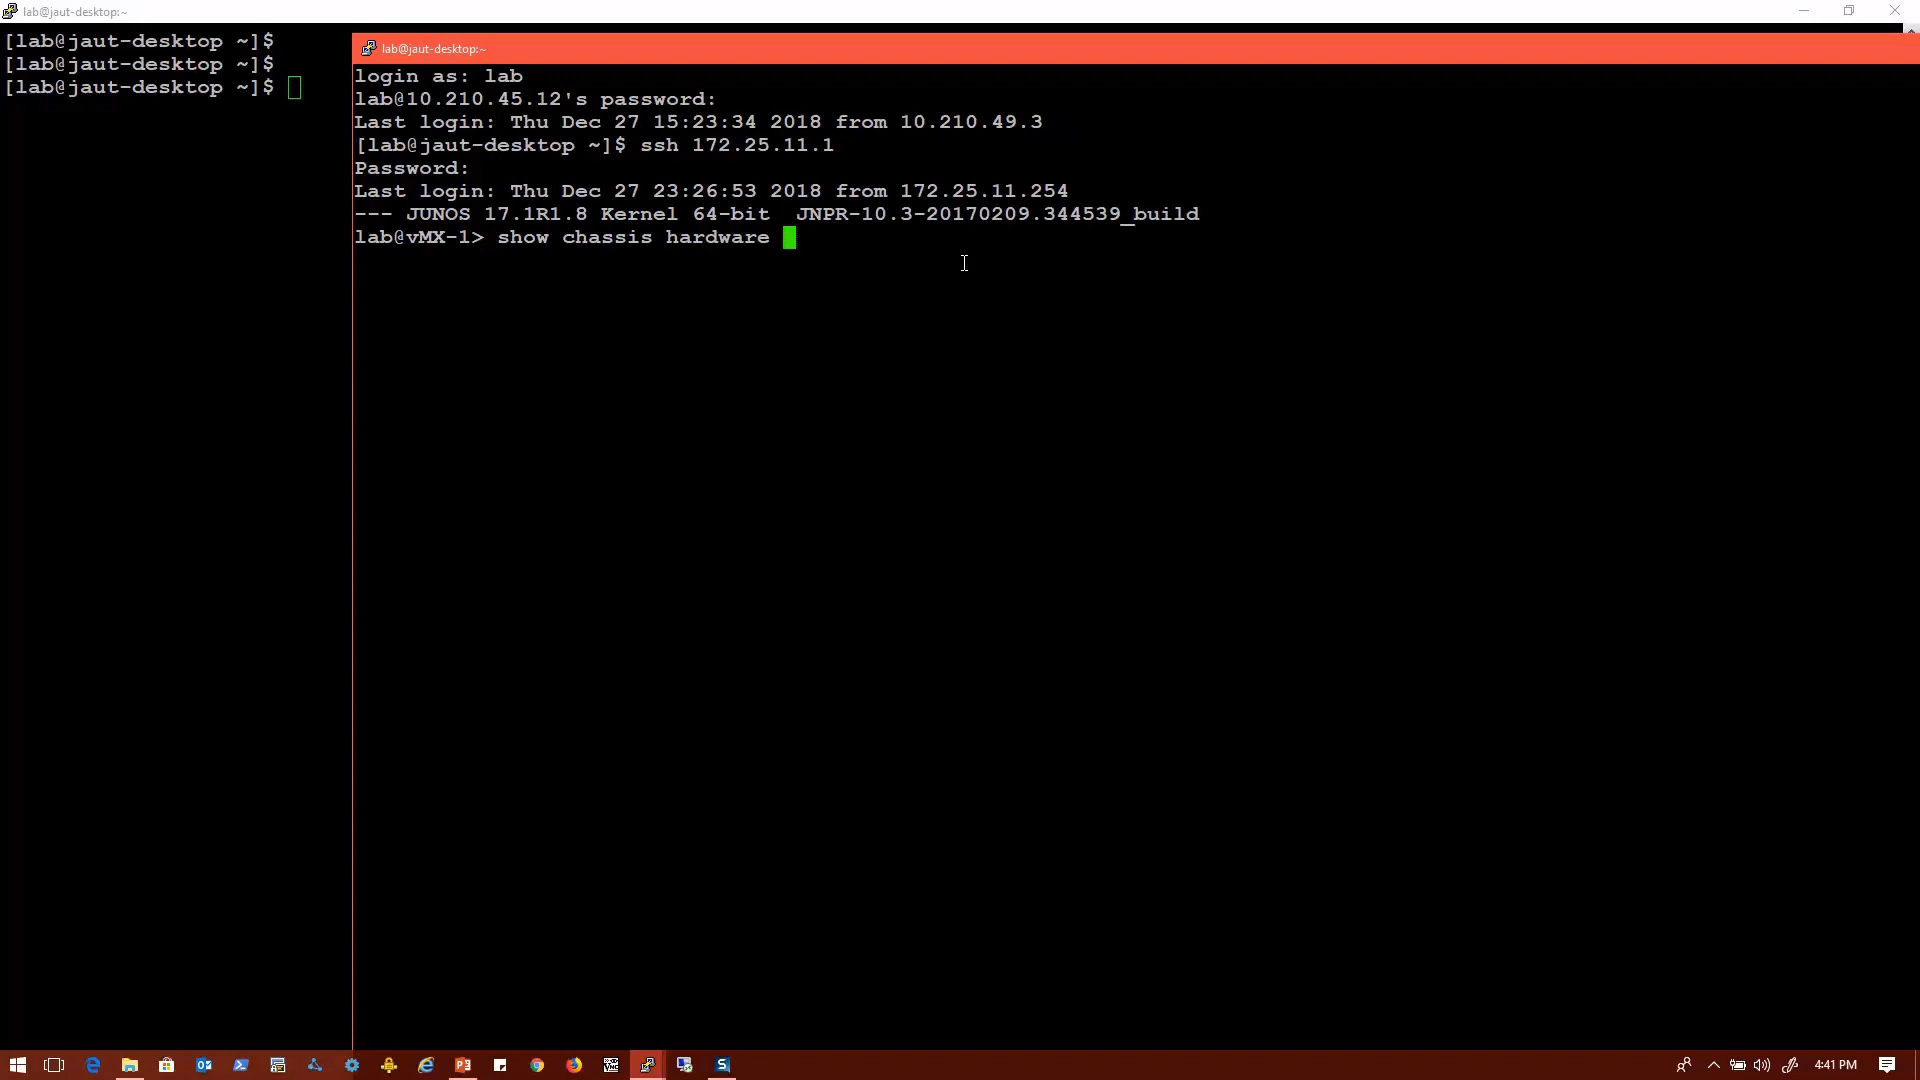 lab@jaut-desktop:~
[lab@jaut-desktop ~]$
[lab@jaut-desktop ~]$
[lab@jaut-desktop ~]$
lab@jaut-desktop:~
login as: lab
lab@10.210.45.12's password:
Last login: Thu Dec 27 15:23:34 2018 from 10.210.49.3
[lab@jaut-desktop ~]$ ssh 172.25.11.1
Password:
Last login: Thu Dec 27 23:26:53 2018 from 172.25.11.254
--- JUNOS 17.1R1.8 Kernel 64-bit  JNPR-10.3-20170209.344539_build
lab@vMX-1> show chassis hardware
4:41 PM